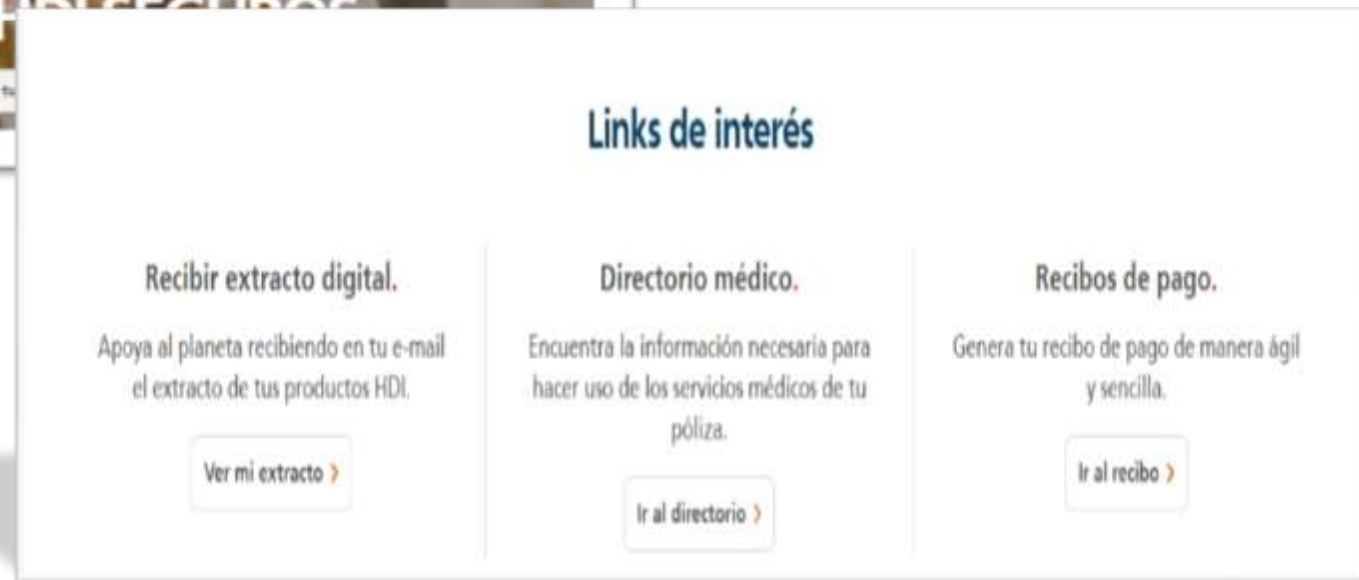 HDI SEGUROS
Links de interés
Recibir extracto digital.
Apoya al planeta recibiendo en tu e-mail
el extracto de tus productos HDI.
Ver mi extracto
Directorio médico.
Encuentra la información necesaria para
hacer uso de los servicios médicos de tu
póliza.
Ir al directorio
Recibos de pago.
Genera tu recibo de pago de manera ágil
y sencilla.
Ir al recibo